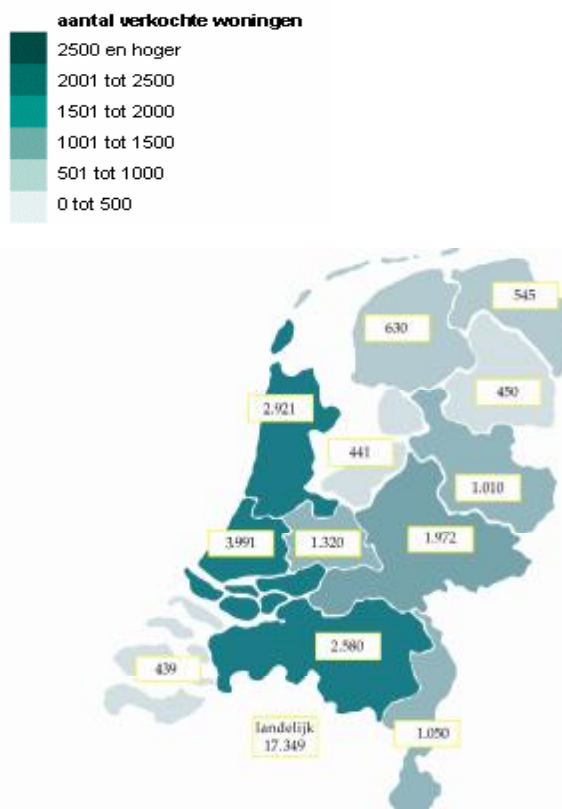 aantal verkochte woningen
2500 en hoger
2001 tot 2500
1501 tot 2000
1001 tot 1500
501 tot 1000
0 tot 500
545
630
450
2.921
441
1.010
3.991
1.320
1.972
2.580
439
landelijk
17.349
1.050